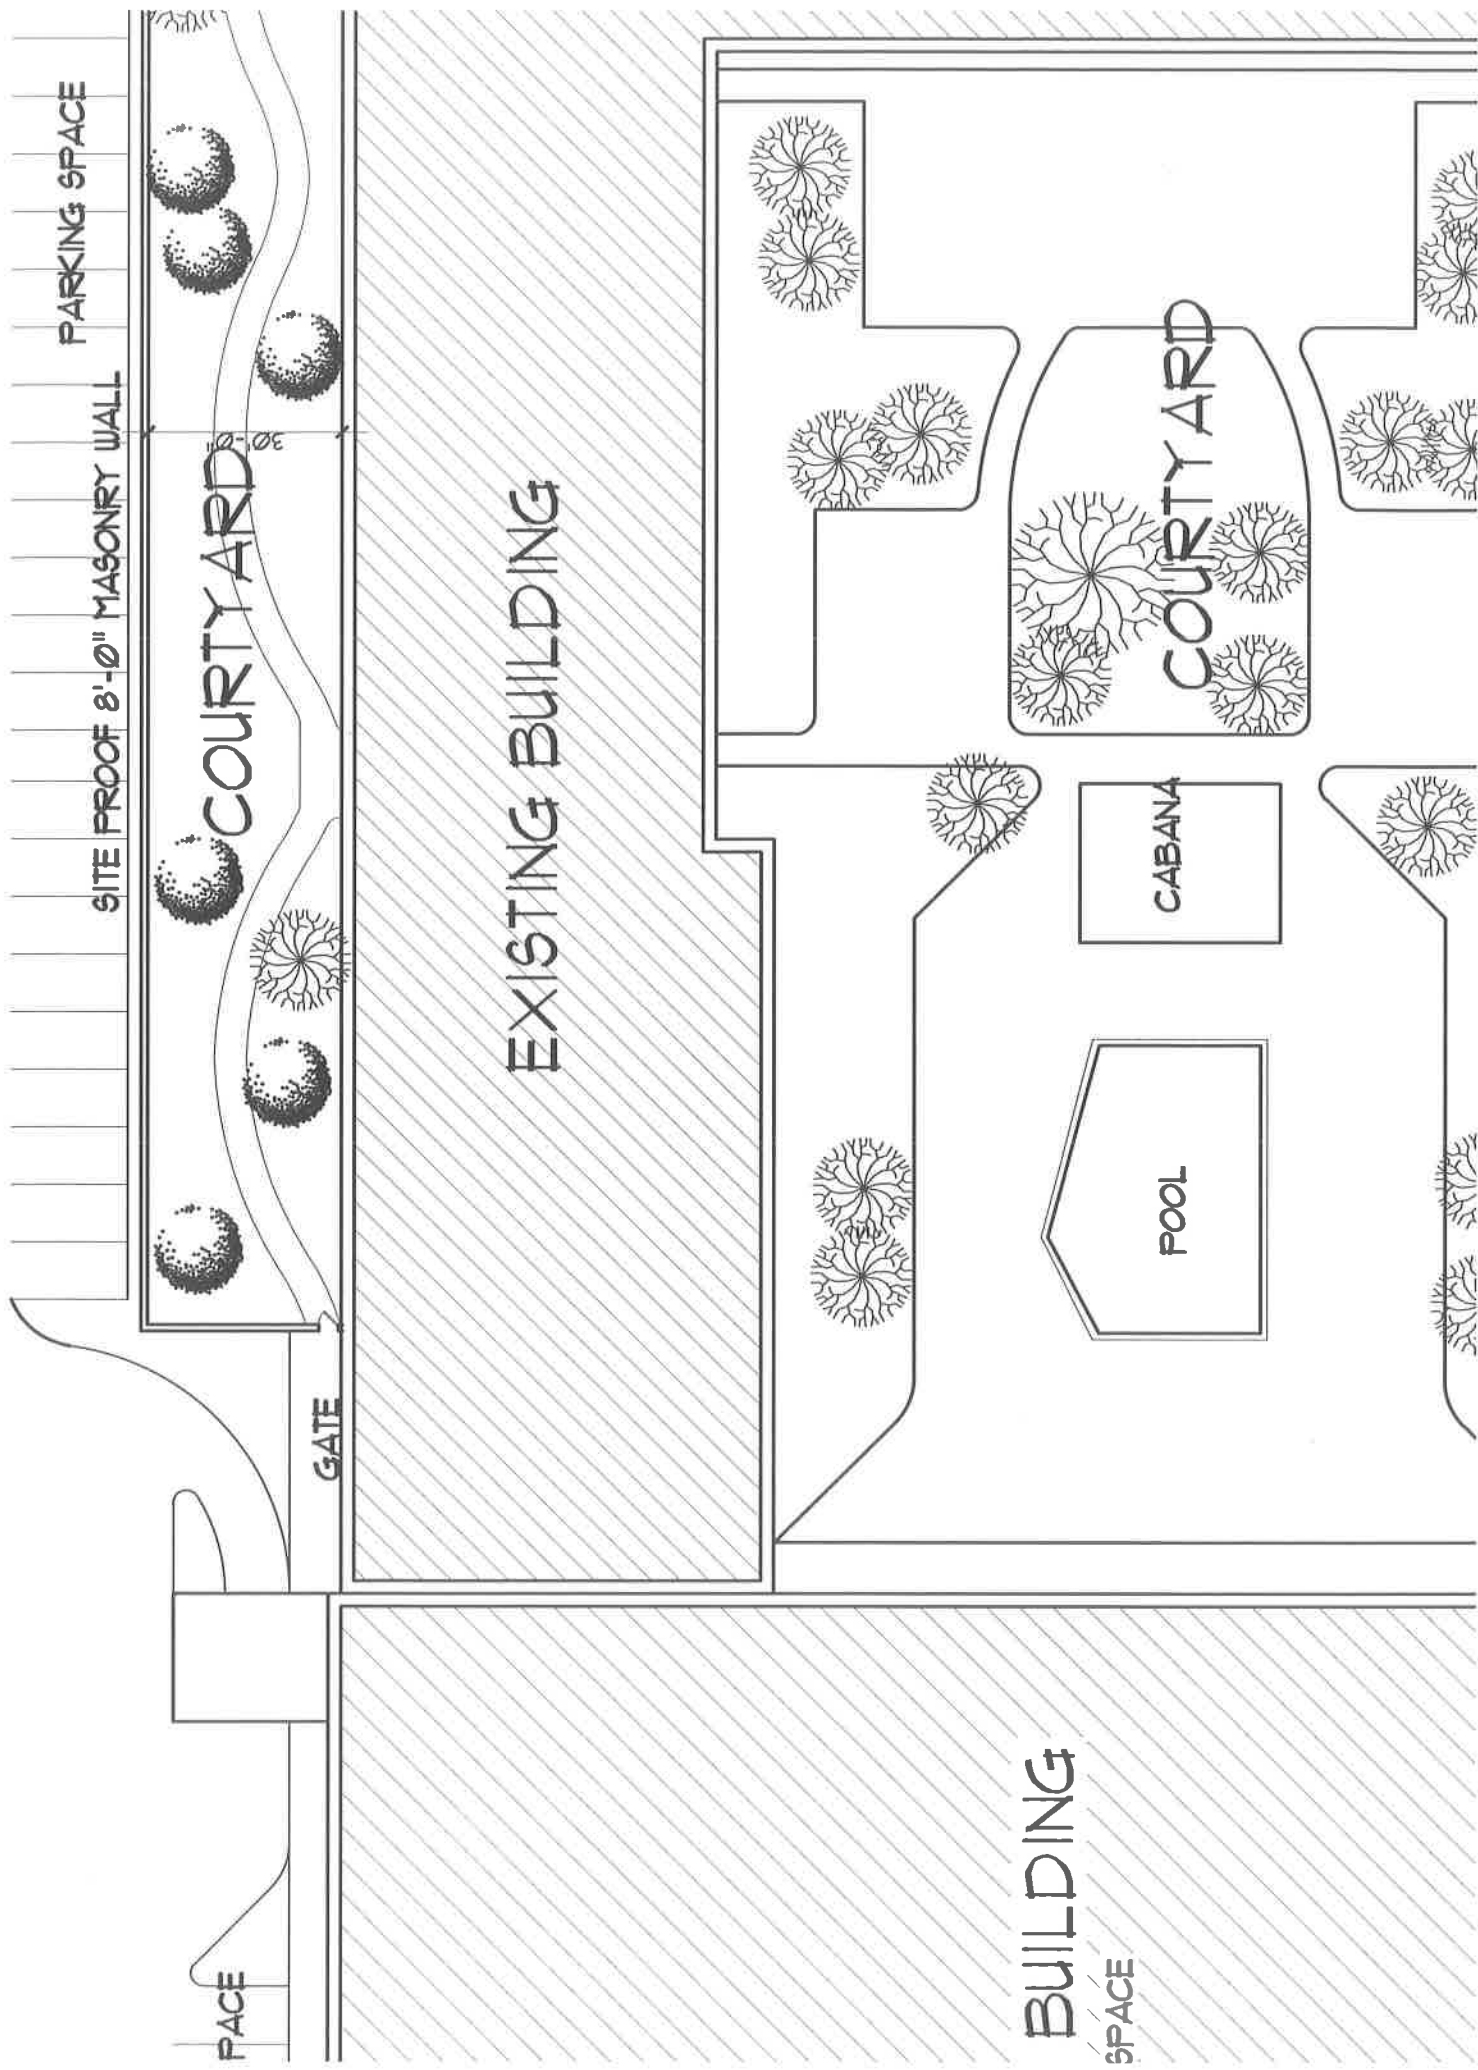 PARKING SPACE
SITE PROOF 8'-0" MASONRY WALL
COURTYARD
30'-0"
GATE
EXISTING BUILDING
COURTYARD
CABANA
POOL
PACE
BUILDING
SPACE